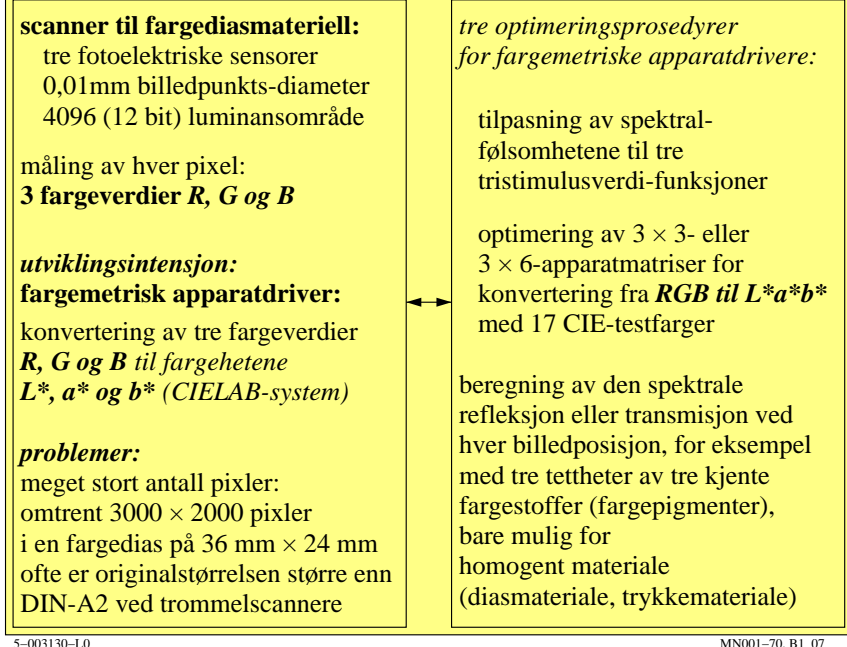 scanner til fargediasmateriell:
tre fotoelektriske sensorer
0,01mm billedpunkts-diameter
4096 (12 bit) luminansområde
måling av hver pixel:
3 fargeverdier R, G og B
utviklingsintensjon:
fargemetrisk apparatdriver:
konvertering av tre fargeverdier
R, G og B til fargehetene
L*, a* og b* (CIELAB-system)
problemer:
meget stort antall pixler:
omtrent 3000 × 2000 pixler
i en fargedias på 36 mm × 24 mm
ofte er originalstørrelsen større enn
DIN-A2 ved trommelscannere
tre optimeringsprosedyrer
for fargemetriske apparatdrivere:
tilpasning av spektral-
følsomhetene til tre
tristimulusverdi-funksjoner
optimering av 3 × 3- eller
3 × 6-apparatmatriser for
konvertering fra RGB til L*a*b*
med 17 CIE-testfarger
beregning av den spektrale
refleksjon eller transmisjon ved
hver billedposisjon, for eksempel
med tre tettheter av tre kjente
fargestoffer (fargepigmenter),
bare mulig for
homogent materiale
(diasmateriale, trykkemateriale)
5–003130–L0
MN001–70, B1_07